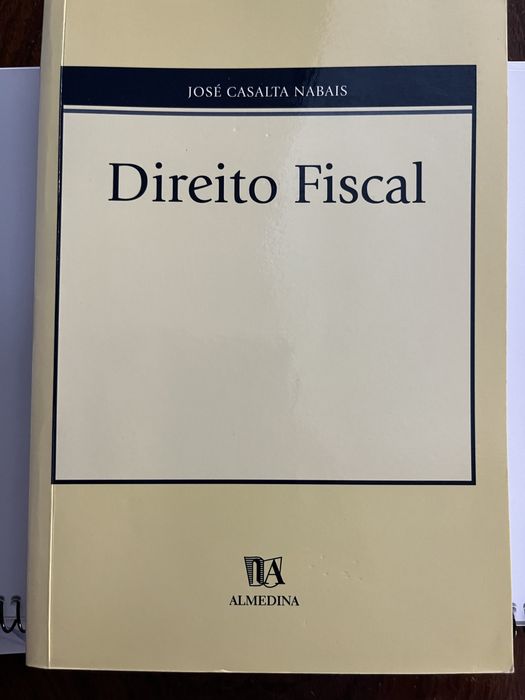 JOSÉ CASALTA NABAIS
Direito Fiscal
ALMEDINA